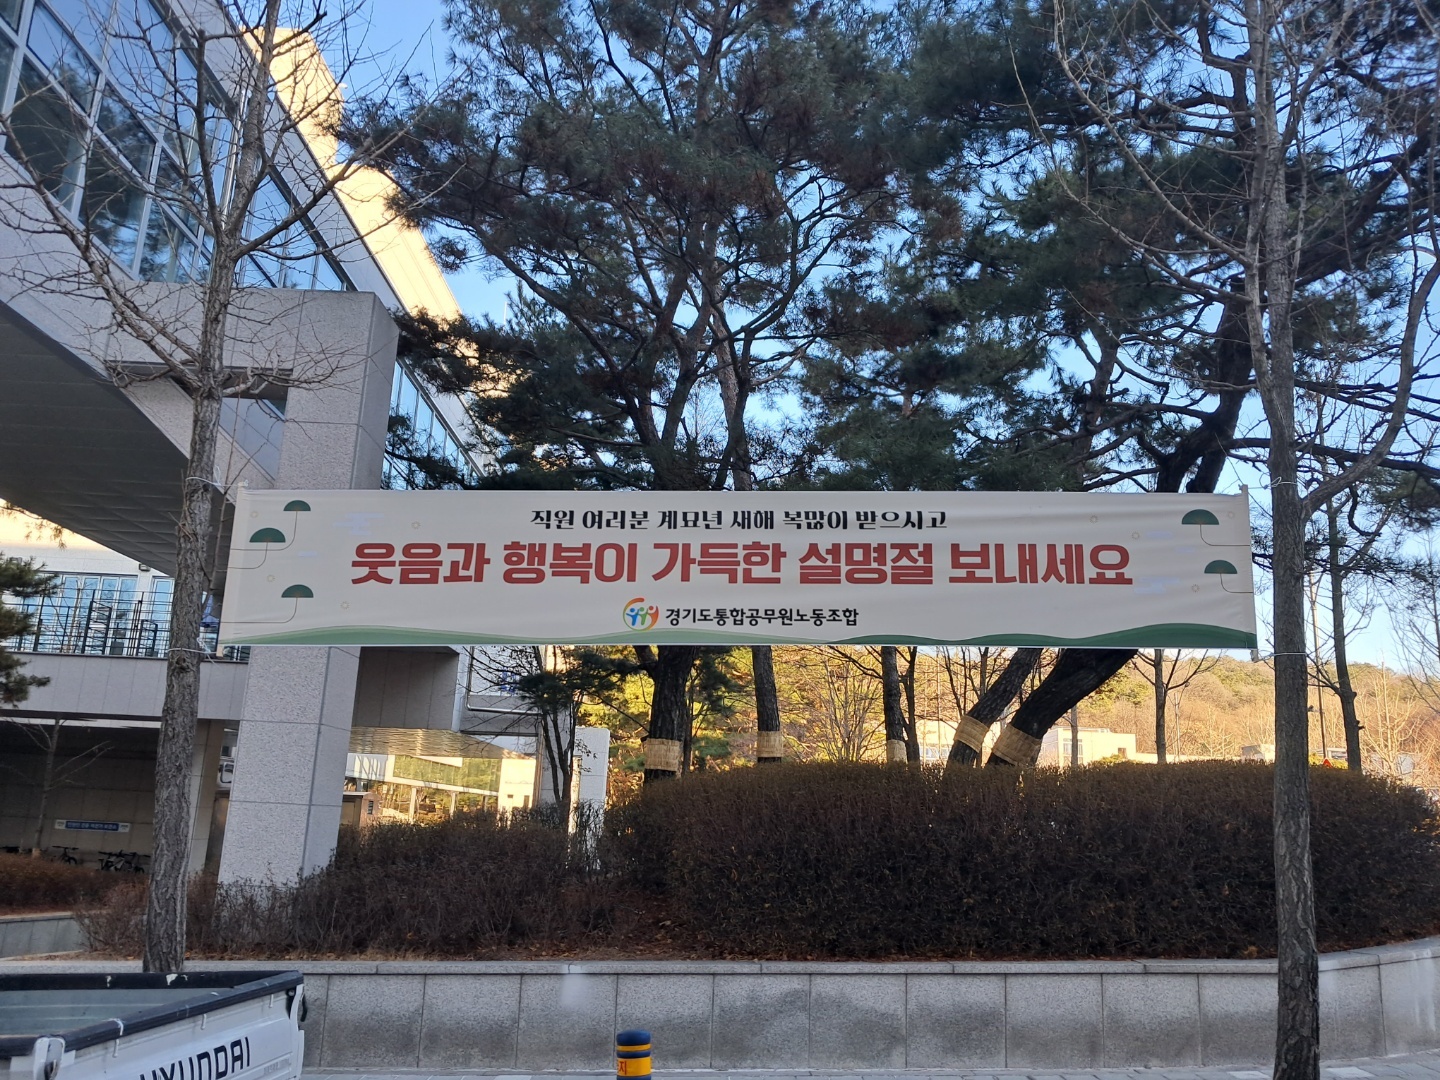 직원 여러분 계묘년 새해 복많이 받으시고
웃음과 행복이 가득한 설명절 보내세요
경기도통합공무원노동조합
HYUNDAI